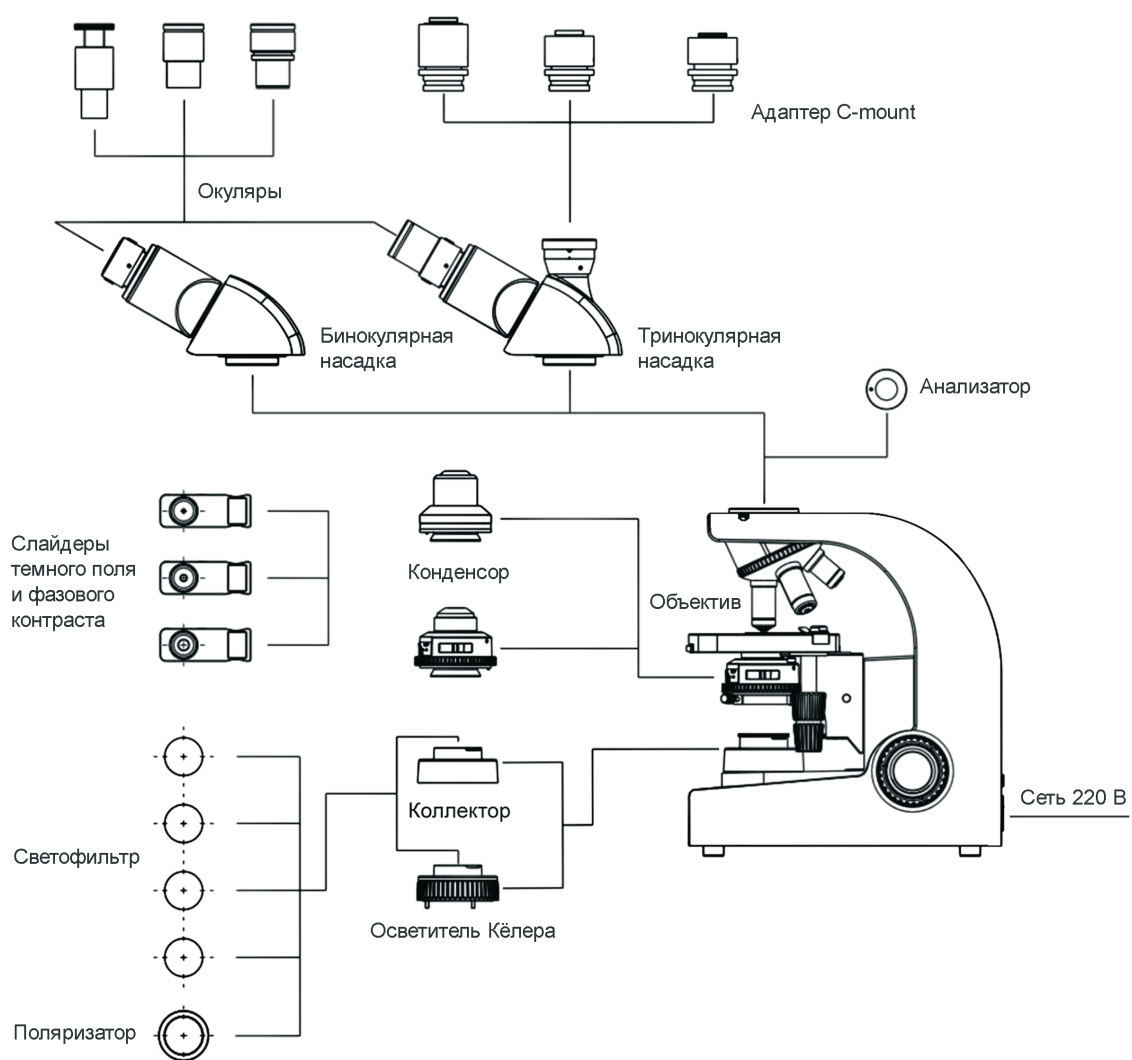 Адаптер C-mount
Окуляры
Бинокулярная
насадка
Тринокулярная
насадка
Анализатор
Слайдеры
темного поля
и фазового
контраста
Конденсор
Объектив
Коллектор
Сеть 220 В
Светофильтр
Осветитель Кёлера
Поляризатор